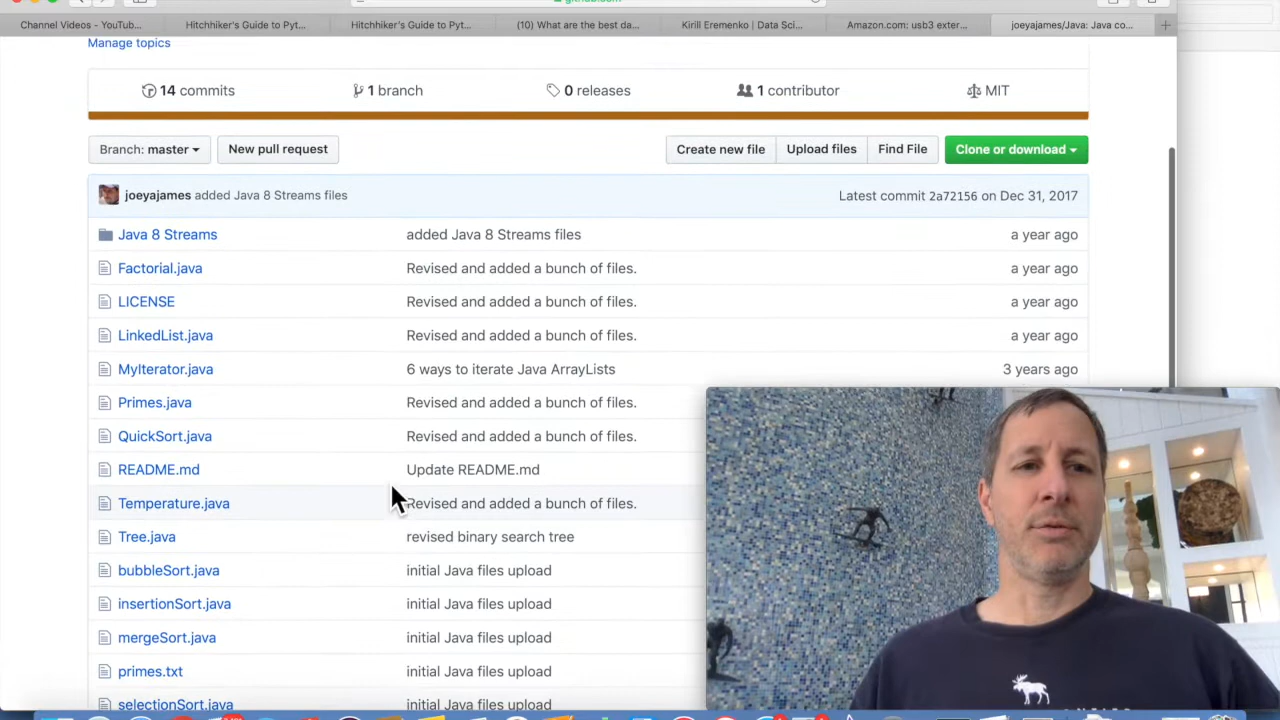 Channel Videos - YouTub... Hitchhiker's Guide to Pyt... Hitchhiker's Guide to Pyt... (10) What are the best da... Kirill Eremenko | Data Sci... Amazon.com: usb3 exter... joeyajames/Java: Java co...
Manage topics
14 commits 1 branch 0 releases 1 contributor MIT
Branch: master New pull request Create new file Upload files Find File Clone or download
joeyajames added Java 8 Streams files Latest commit 2a72156 on Dec 31, 2017
Java 8 Streams added Java 8 Streams files a year ago
Factorial.java Revised and added a bunch of files. a year ago
LICENSE Revised and added a bunch of files. a year ago
LinkedList.java Revised and added a bunch of files. a year ago
MyIterator.java 6 ways to iterate Java ArrayLists 3 years ago
Primes.java Revised and added a bunch of files.
QuickSort.java Revised and added a bunch of files.
README.md Update README.md
Temperature.java Revised and added a bunch of files.
Tree.java revised binary search tree
bubbleSort.java initial Java files upload
insertionSort.java initial Java files upload
mergeSort.java initial Java files upload
primes.txt initial Java files upload
selectionSort.java initial Java files upload